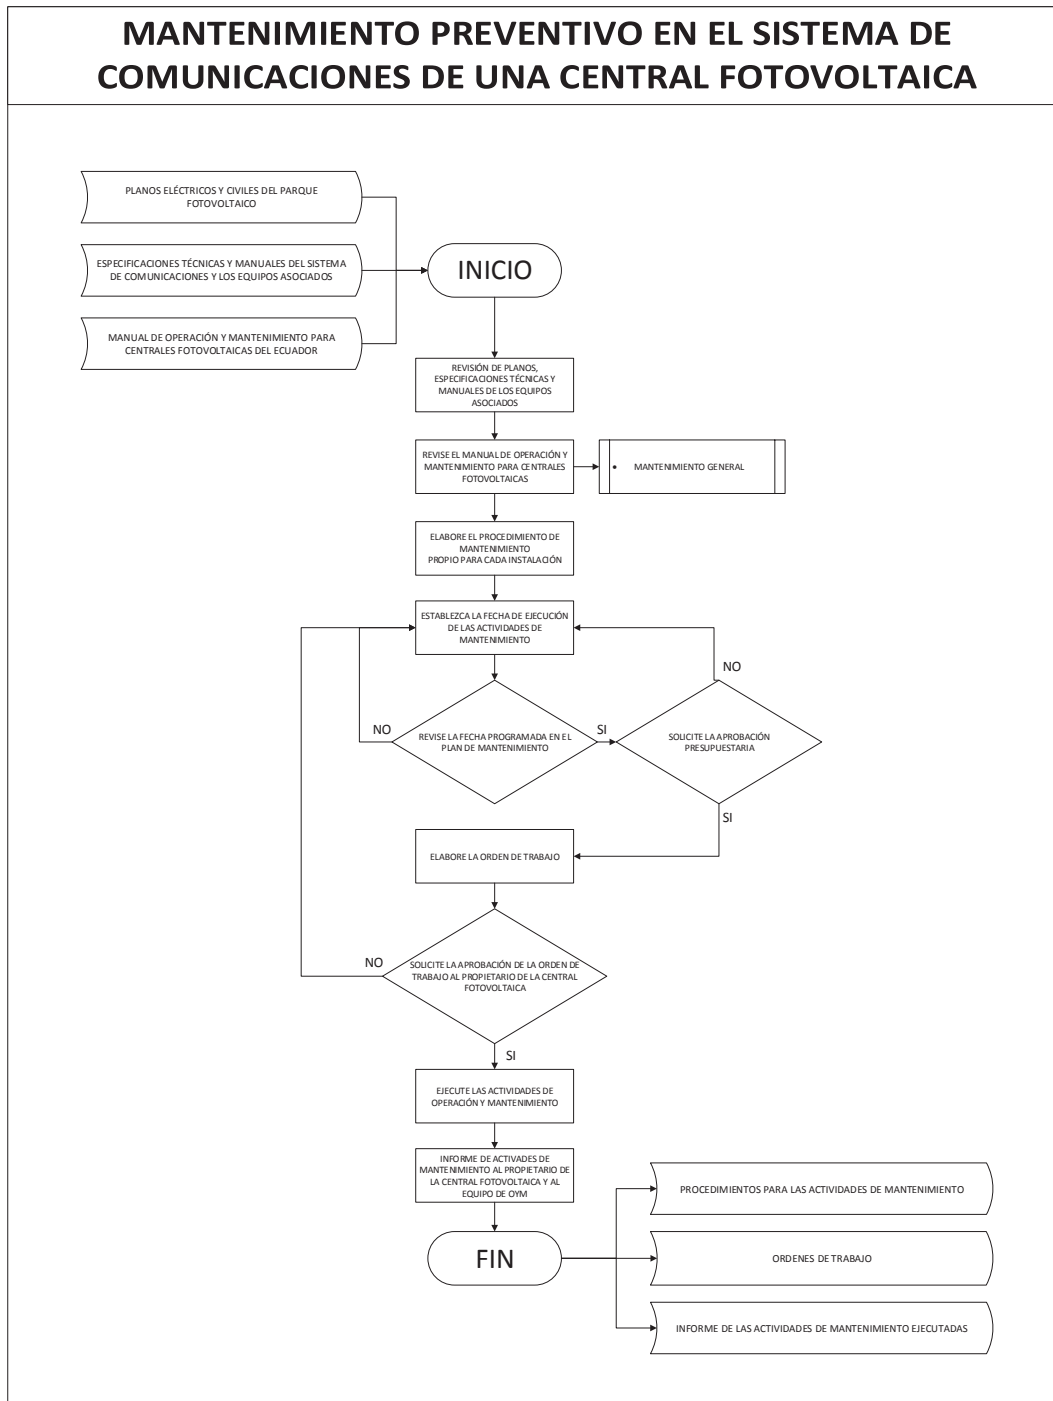 MANTENIMIENTO PREVENTIVO EN EL SISTEMA DE
COMUNICACIONES DE UNA CENTRAL FOTOVOLTAICA
PLANOS ELÉCTRICOS Y CIVILES DEL PARQUE
FOTOVOLTAICO
ESPECIFICACIONES TÉCNICAS Y MANUALES DEL SISTEMA
DE COMUNICACIONES Y LOS EQUIPOS ASOCIADOS
MANUAL DE OPERACIÓN Y MANTENIMIENTO PARA
CENTRALES FOTOVOLTAICAS DEL ECUADOR
INICIO
REVISIÓN DE PLANOS,
ESPECIFICACIONES TÉCNICAS Y
MANUALES DE LOS EQUIPOS
ASOCIADOS
REVISE EL MANUAL DE OPERACIÓN Y
MANTENIMIENTO PARA CENTRALES
FOTOVOLTAICAS
• MANTENIMIENTO GENERAL
ELABORE EL PROCEDIMIENTO DE
MANTENIMIENTO
PROPIO PARA CADA INSTALACIÓN
ESTABLEZCA LA FECHA DE EJECUCIÓN
DE LAS ACTIVIDADES DE
MANTENIMIENTO
NO
REVISE LA FECHA PROGRAMADA EN EL
PLAN DE MANTENIMIENTO
SI
NO
SOLICITE LA APROBACIÓN
PRESUPUESTARIA
SI
ELABORE LA ORDEN DE TRABAJO
NO
SOLICITE LA APROBACIÓN DE LA ORDEN DE
TRABAJO AL PROPIETARIO DE LA CENTRAL
FOTOVOLTAICA
SI
EJECUTE LAS ACTIVIDADES DE
OPERACIÓN Y MANTENIMIENTO
INFORME DE ACTIVADES DE
MANTENIMIENTO AL PROPIETARIO DE
LA CENTRAL FOTOVOLTAICA Y AL
EQUIPO DE OYM
FIN
PROCEDIMIENTOS PARA LAS ACTIVIDADES DE MANTENIMIENTO
ORDENES DE TRABAJO
INFORME DE LAS ACTIVIDADES DE MANTENIMIENTO EJECUTADAS